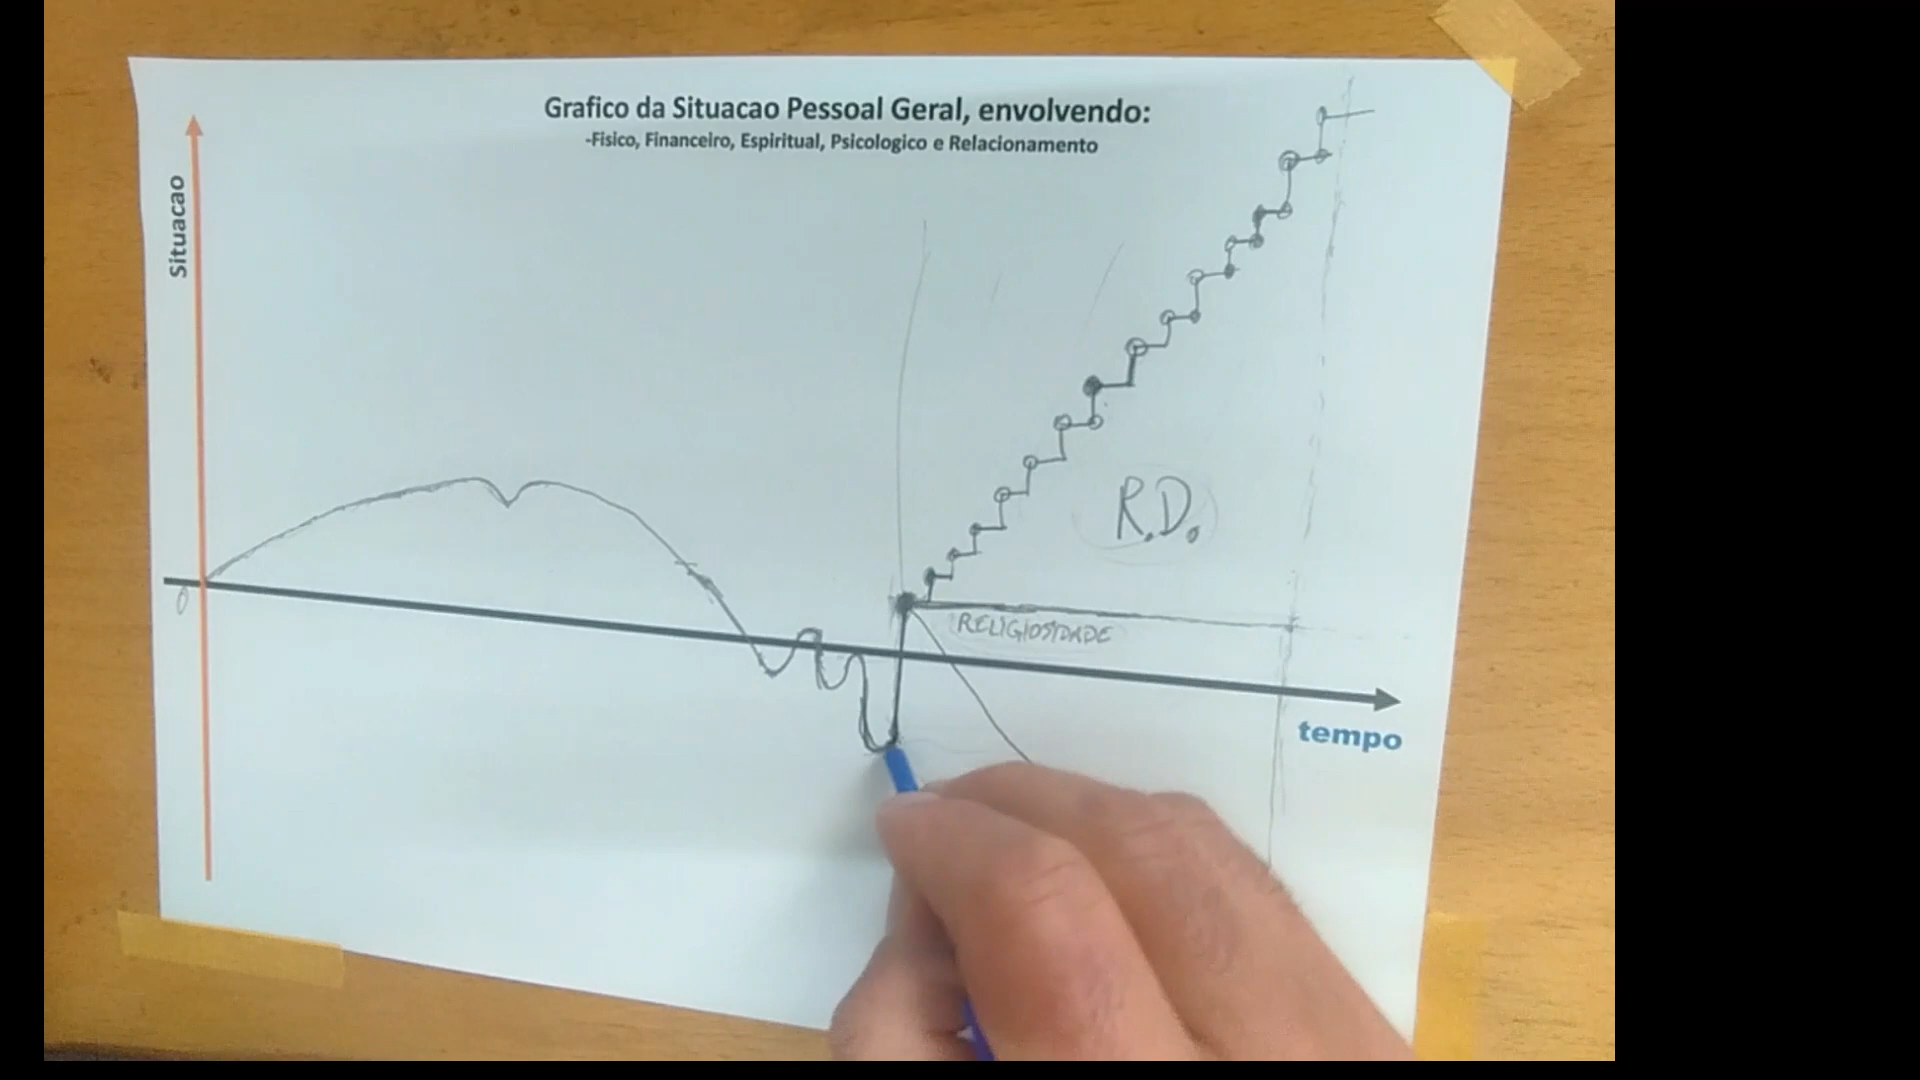 Grafico da Situacao Pessoal Geral, envolvendo:
-Fisico, Financeiro, Espiritual, Psicologico e Relacionamento
Situacao
R.D.
0
RELIGIOSIDADE
tempo